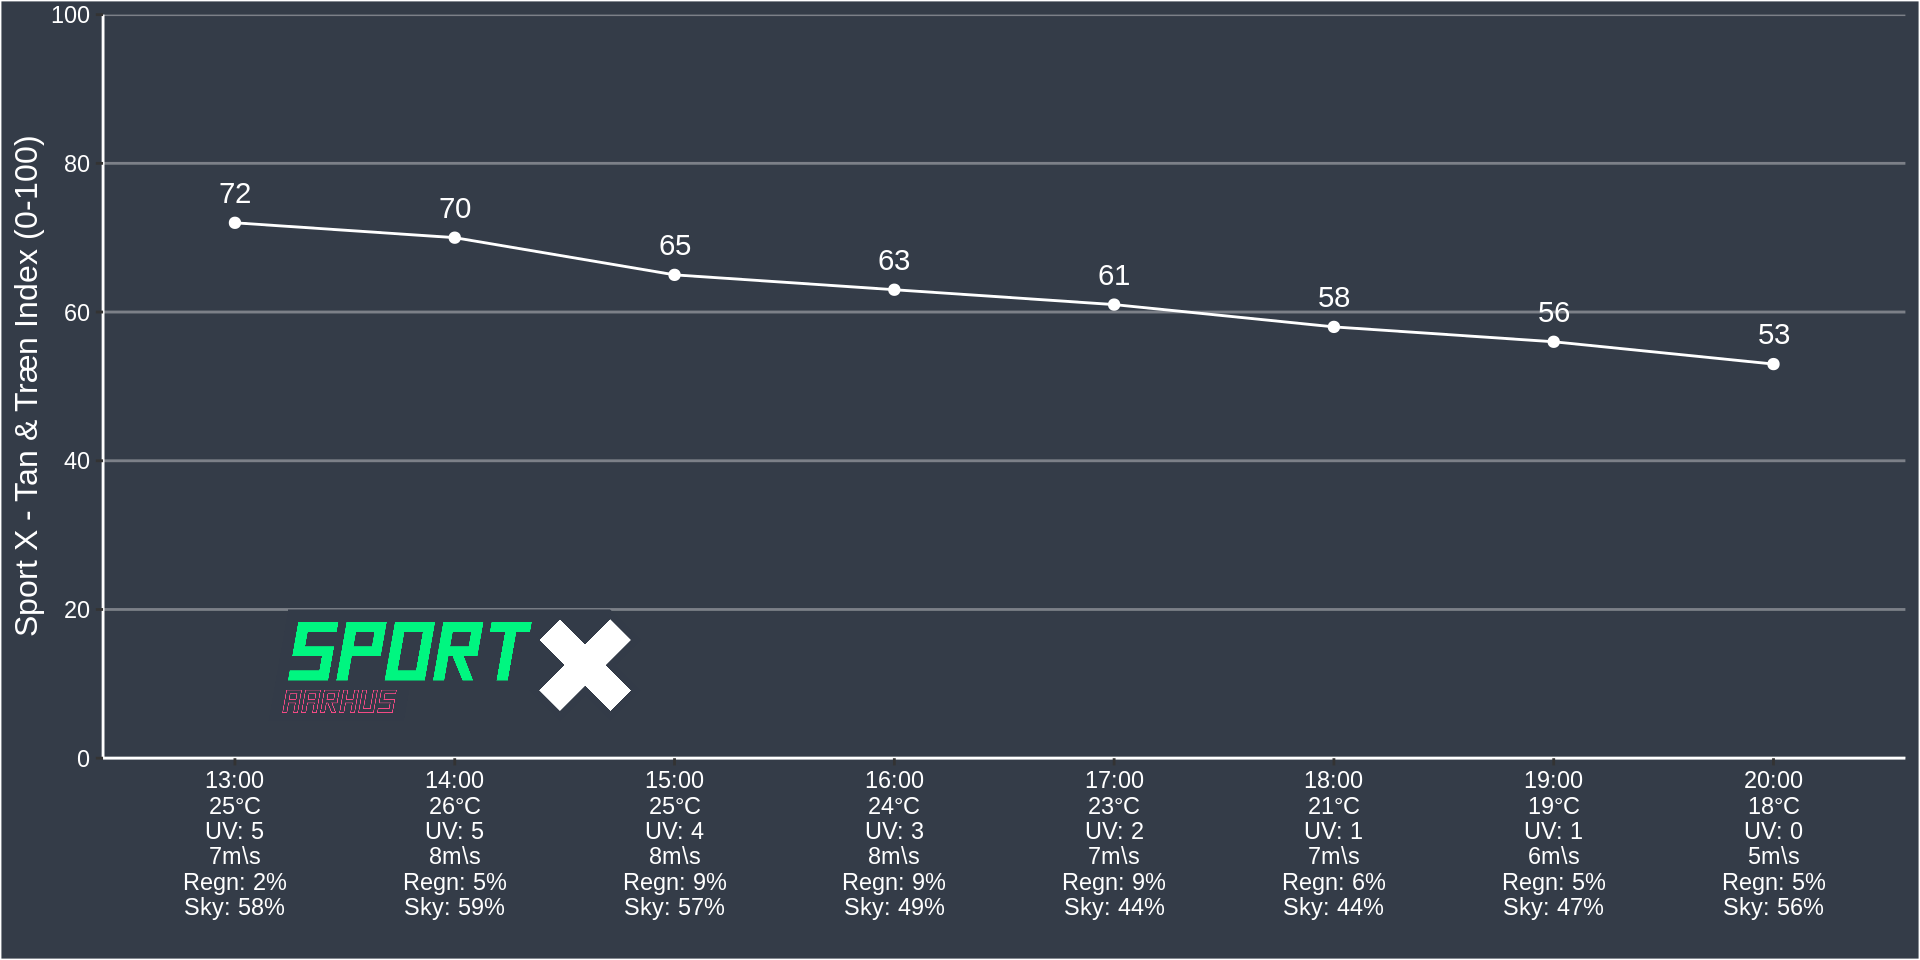 Sport X - Tan & Træn Index (0-100)
100
80
60
40
20
0
72
70
65
63
61
58
56
53
SPORT X
AARHUS
13:00 14:00 15:00 16:00 17:00 18:00 19:00 20:00
25°C 26°C 25°C 24°C 23°C 21°C 19°C 18°C
UV: 5 UV: 5 UV: 4 UV: 3 UV: 2 UV: 1 UV: 1 UV: 0
7m\s 8m\s 8m\s 8m\s 7m\s 7m\s 6m\s 5m\s
Regn: 2% Regn: 5% Regn: 9% Regn: 9% Regn: 9% Regn: 6% Regn: 5% Regn: 5%
Sky: 58% Sky: 59% Sky: 57% Sky: 49% Sky: 44% Sky: 44% Sky: 47% Sky: 56%